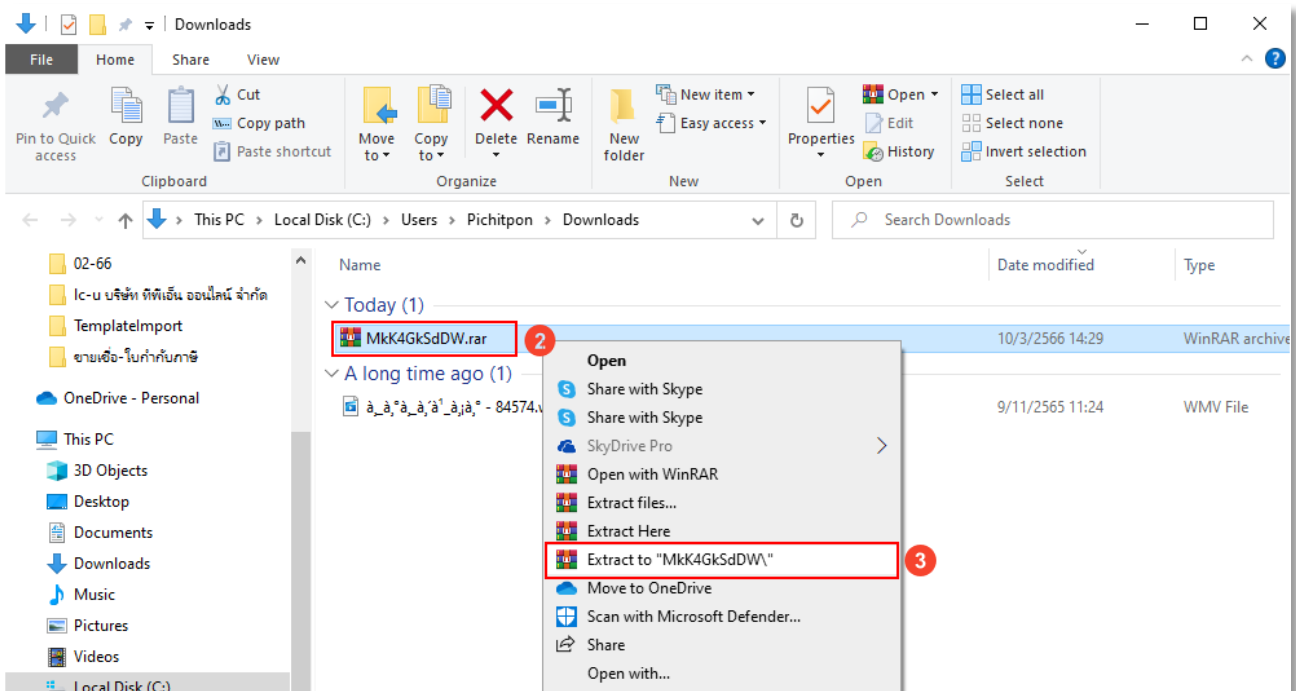 Downloads
File Home Share View
Pin to Quick access
Copy
Paste
Cut
Copy path
Paste shortcut
Clipboard
Move to
Copy to
Delete
Rename
Organize
New folder
New item
Easy access
New
Properties
Open
Edit
History
Open
Select all
Select none
Invert selection
Select
This PC > Local Disk (C:) > Users > Pichitpon > Downloads
Search Downloads
02-66
Ic-u บริษัท ทีพีเอ็น ออนไลน์ จำกัด
TemplateImport
ขายเชื่อ-ใบกำกับภาษี
OneDrive - Personal
This PC
3D Objects
Desktop
Documents
Downloads
Music
Pictures
Videos
Local Disk (C:)
Name Date modified Type
Today (1)
MkK4GkSdDW.rar 2 10/3/2566 14:29 WinRAR archive
A long time ago (1)
- 84574. 9/11/2565 11:24 WMV File
Open
Share with Skype
Share with Skype
SkyDrive Pro
Open with WinRAR
Extract files...
Extract Here
Extract to "MkK4GkSdDW\" 3
Move to OneDrive
Scan with Microsoft Defender...
Share
Open with...